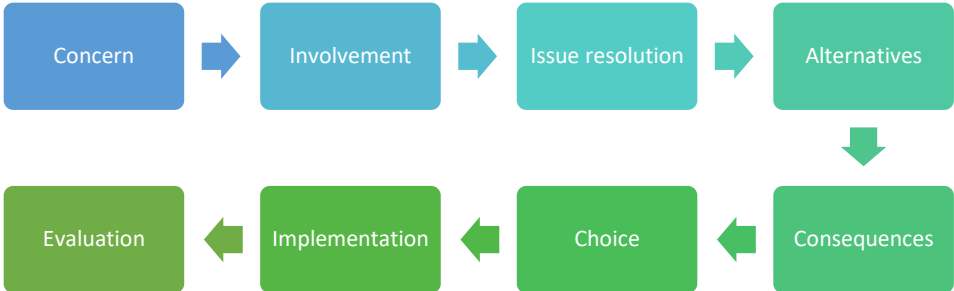 Concern
Involvement
Issue resolution
Alternatives
Consequences
Choice
Implementation
Evaluation